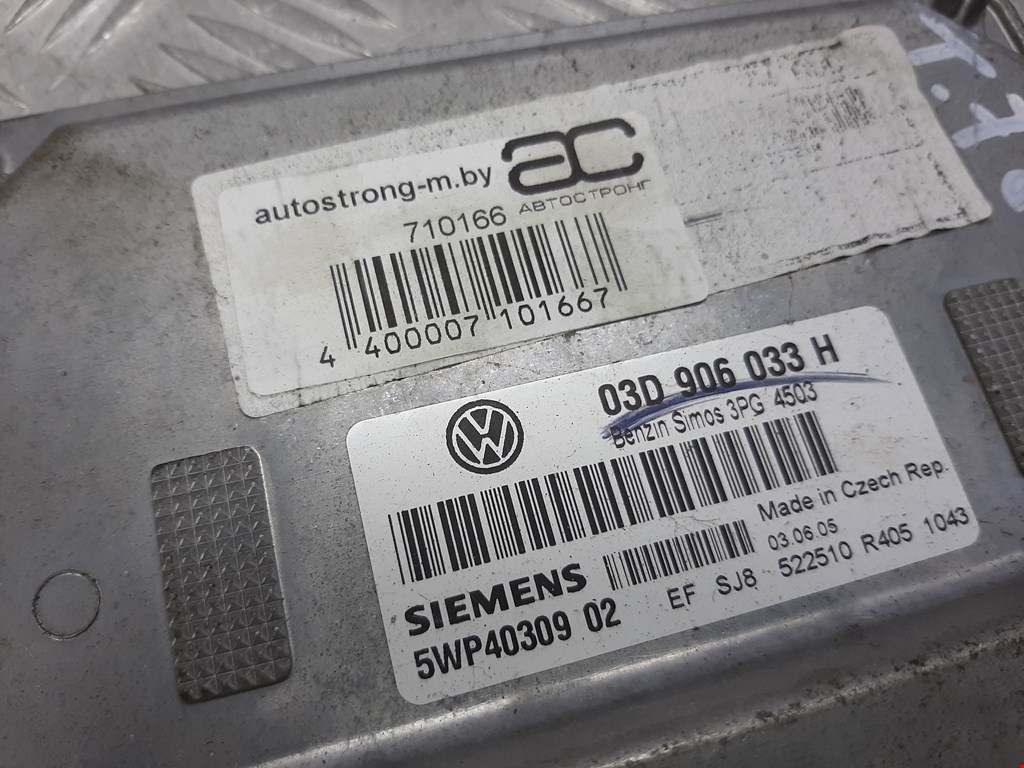 autostrong-m.by
ac
АВТОСТРОНГ
710166
4 400007 101667
03D 906 033 H
Benzin Simos 3PG 4503
Made in Czech Rep.
03.06.05
SIEMENS
EF SJ8 522510 R405 1043
5WP40309 02